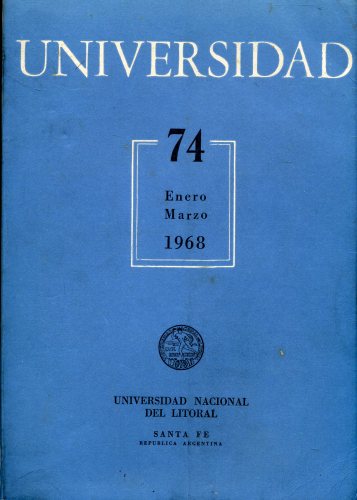 UNIVERSIDAD
74
Enero
Marzo
1968
UNIVERSIDAD NACIONAL
DEL LITORAL
SANTA FE
REPUBLICA ARGENTINA